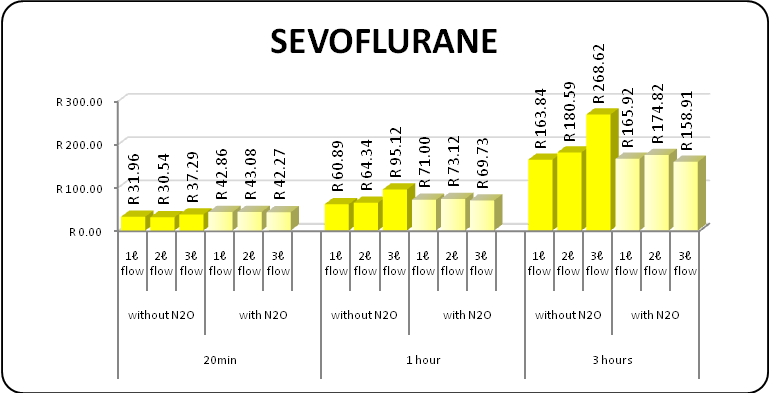 SEVOFLURANE
R 300.00
R 200.00
R 100.00
R 0.00
R 31.96
R 30.54
R 37.29
R 42.86
R 43.08
R 42.27
R 60.89
R 64.34
R 95.12
R 71.00
R 73.12
R 69.73
R 163.84
R 180.59
R 268.62
R 165.92
R 174.82
R 158.91
1ℓ flow
2ℓ flow
3ℓ flow
1ℓ flow
2ℓ flow
3ℓ flow
1ℓ flow
2ℓ flow
3ℓ flow
1ℓ flow
2ℓ flow
3ℓ flow
1ℓ flow
2ℓ flow
3ℓ flow
1ℓ flow
2ℓ flow
3ℓ flow
without N2O
with N2O
without N2O
with N2O
without N2O
with N2O
20min
1 hour
3 hours